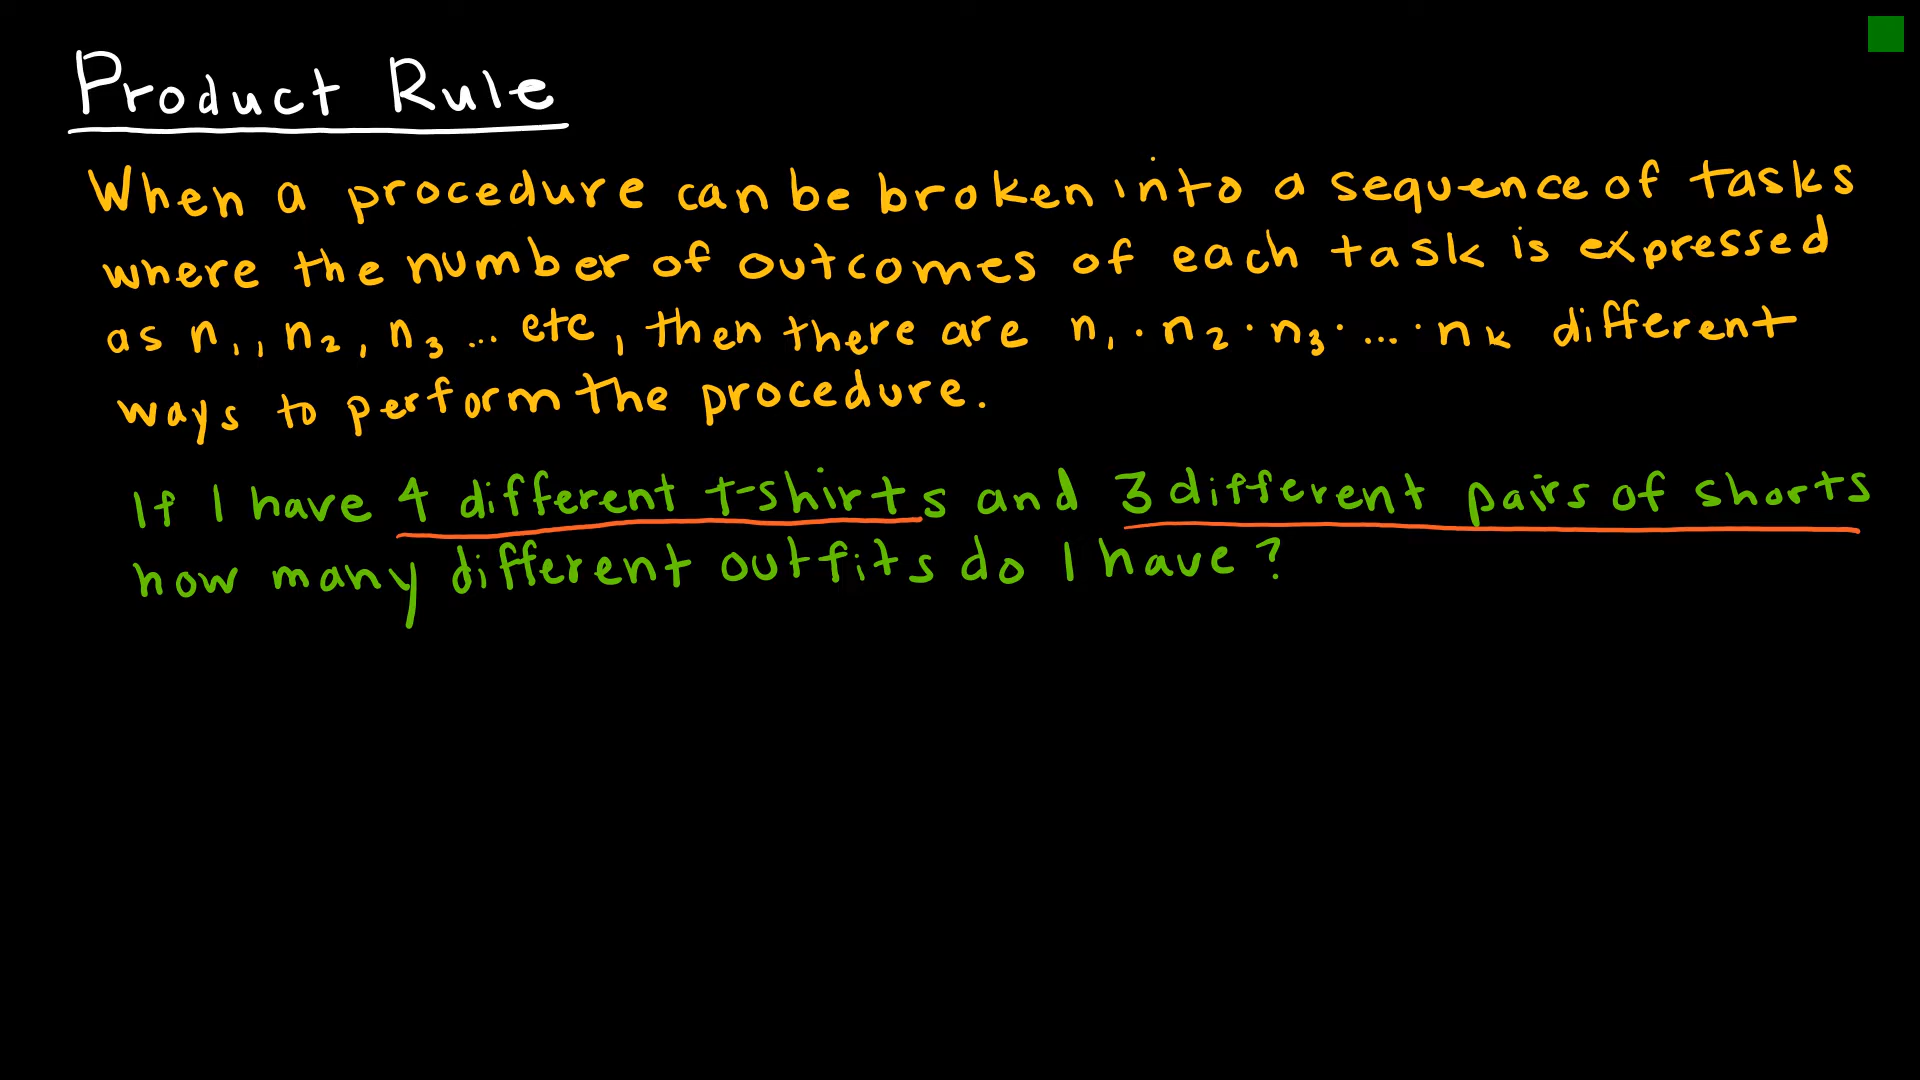 Product Rule
When a procedure can be broken into a sequence of tasks
where the number of outcomes of each task is expressed
as n₁, n₂, n₃ ... etc, then there are n₁ · n₂ · n₃ · ... · nₖ different
ways to perform the procedure.
If I have 4 different t-shirts and 3 different pairs of shorts
how many different outfits do I have?